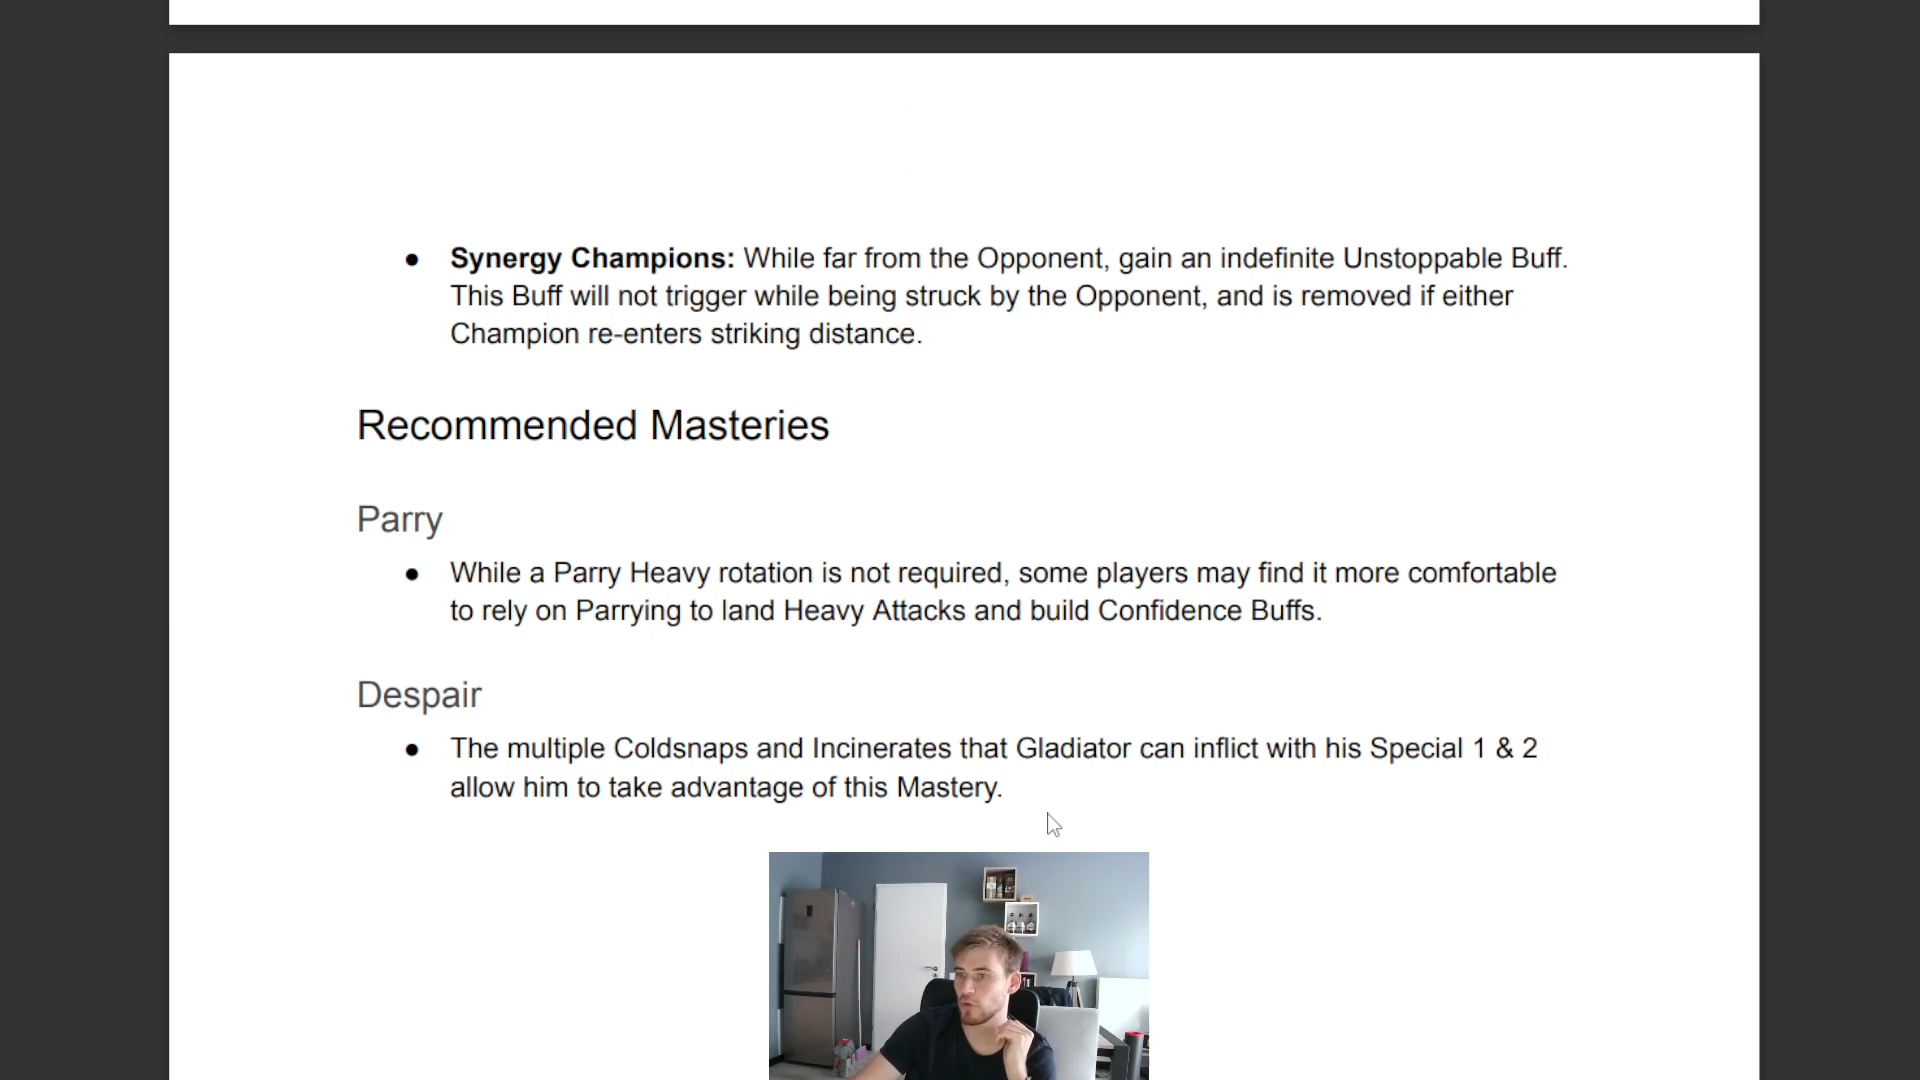 ● Synergy Champions: While far from the Opponent, gain an indefinite Unstoppable Buff.
This Buff will not trigger while being struck by the Opponent, and is removed if either
Champion re-enters striking distance.
Recommended Masteries
Parry
● While a Parry Heavy rotation is not required, some players may find it more comfortable
to rely on Parrying to land Heavy Attacks and build Confidence Buffs.
Despair
● The multiple Coldsnaps and Incinerates that Gladiator can inflict with his Special 1 & 2
allow him to take advantage of this Mastery.